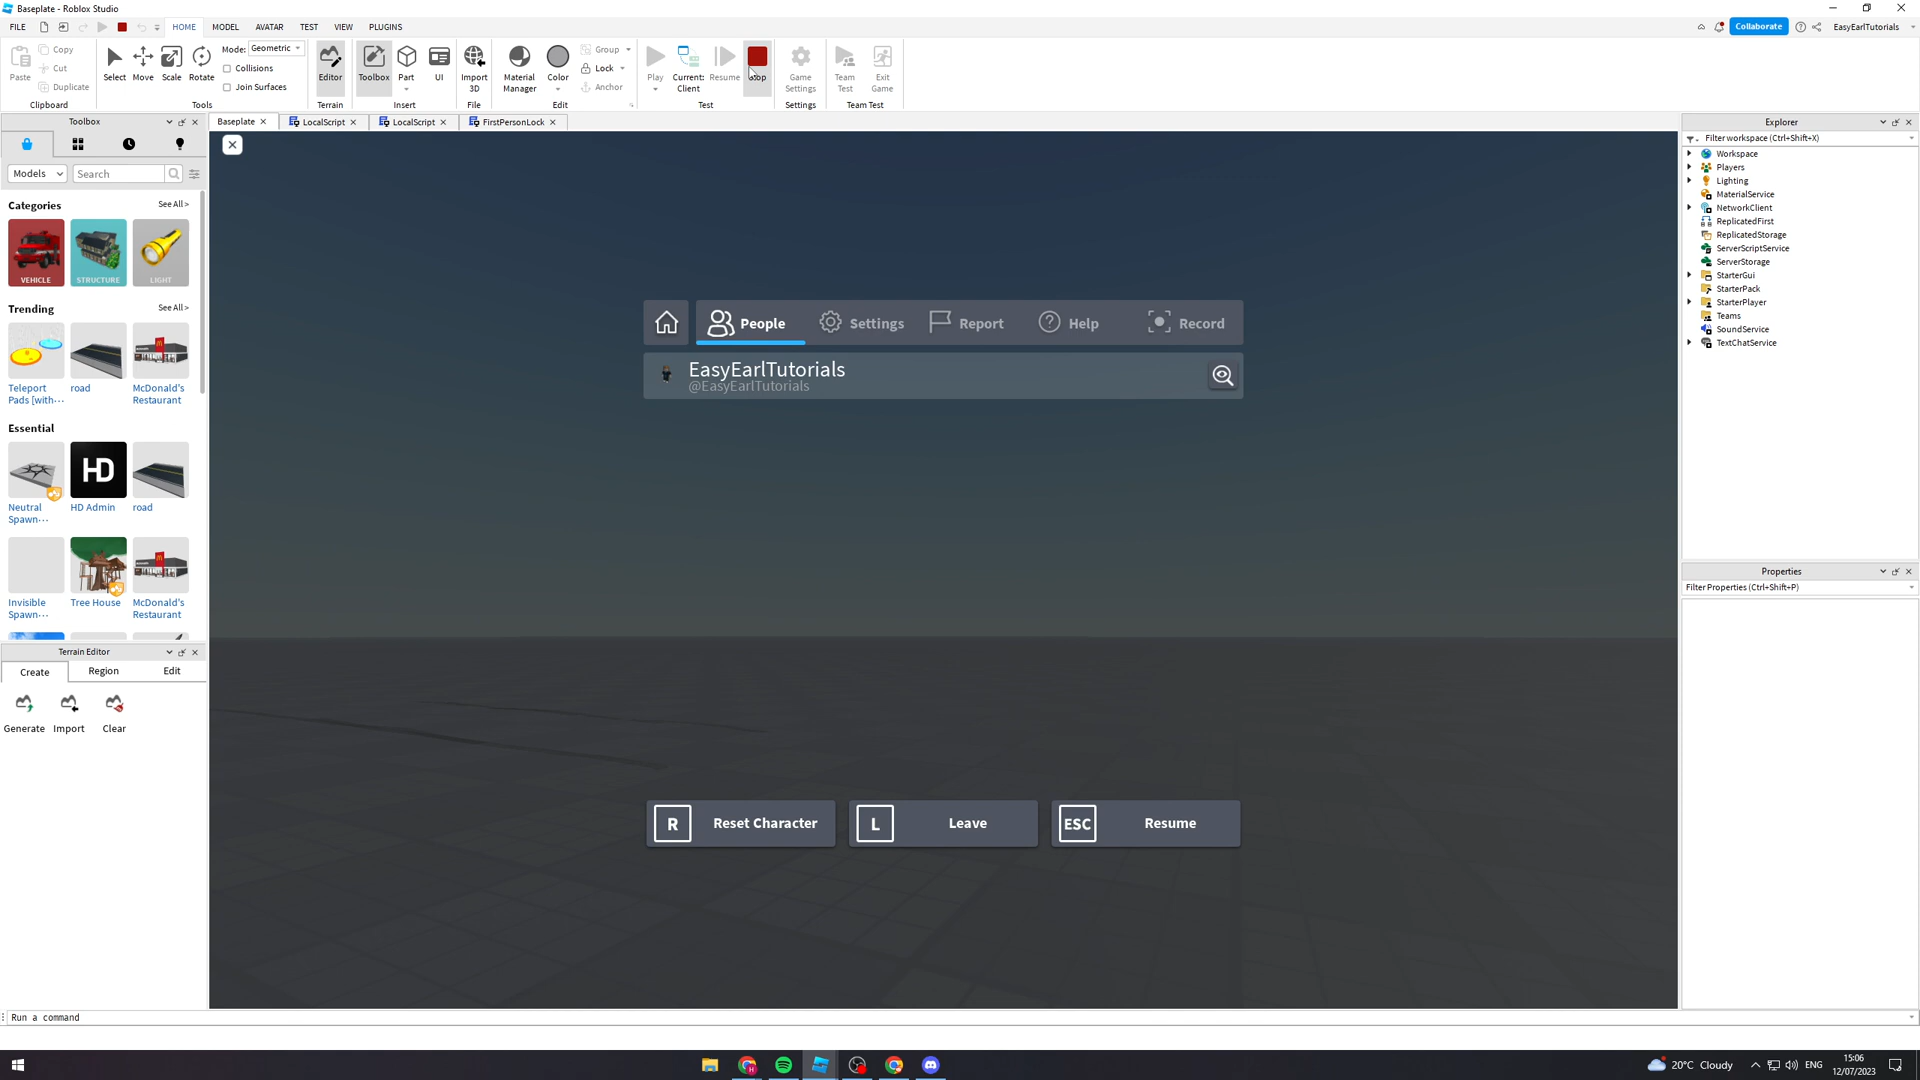 Baseplate - Roblox Studio
FILE HOME MODEL AVATAR TEST VIEW PLUGINS Collaborate EasyEarlTutorials
Paste Copy Cut Duplicate
Clipboard
Select Move Scale Rotate
Mode: Geometric
Collisions
Join Surfaces
Tools
Editor
Terrain
Toolbox Part UI
Insert
Import 3D
File
Material Manager Color
Group
Lock
Anchor
Edit
Play Current: Client Resume Stop
Test
Game Settings
Settings
Team Test Exit Game
Team Test
Toolbox
Baseplate LocalScript LocalScript FirstPersonLock
Models Search
Categories See All >
VEHICLE STRUCTURE LIGHT
Trending See All >
Teleport Pads [with··· road McDonald's Restaurant
Essential
HD
Neutral Spawn··· HD Admin road
Invisible Spawn··· Tree House McDonald's Restaurant
Terrain Editor
Create Region Edit
Generate Import Clear
People Settings Report Help Record
EasyEarlTutorials
@EasyEarlTutorials
R Reset Character L Leave ESC Resume
Explorer
Filter workspace (Ctrl+Shift+X)
Workspace
Players
Lighting
MaterialService
NetworkClient
ReplicatedFirst
ReplicatedStorage
ServerScriptService
ServerStorage
StarterGui
StarterPack
StarterPlayer
Teams
SoundService
TextChatService
Properties
Filter Properties (Ctrl+Shift+P)
Run a command
20°C Cloudy ENG 15:06
12/07/2023